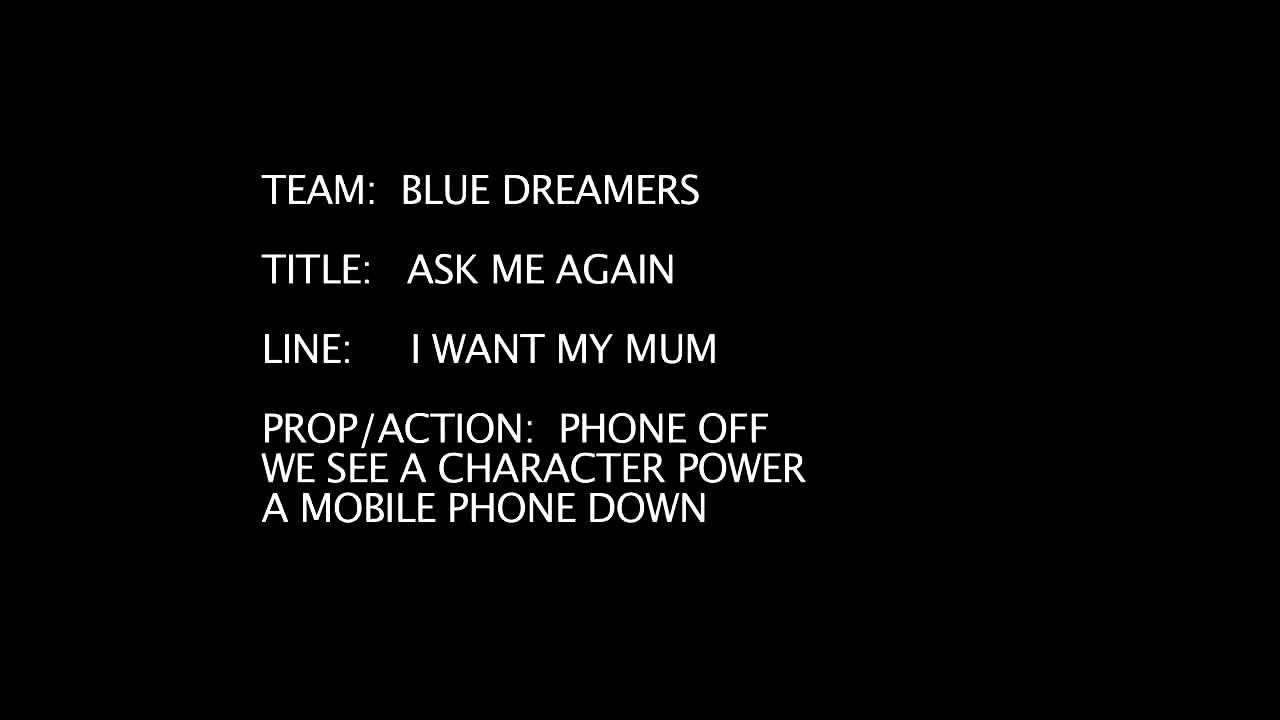 TEAM: BLUE DREAMERS
TITLE: ASK ME AGAIN
LINE: I WANT MY MUM
PROP/ACTION: PHONE OFF
WE SEE A CHARACTER POWER
A MOBILE PHONE DOWN